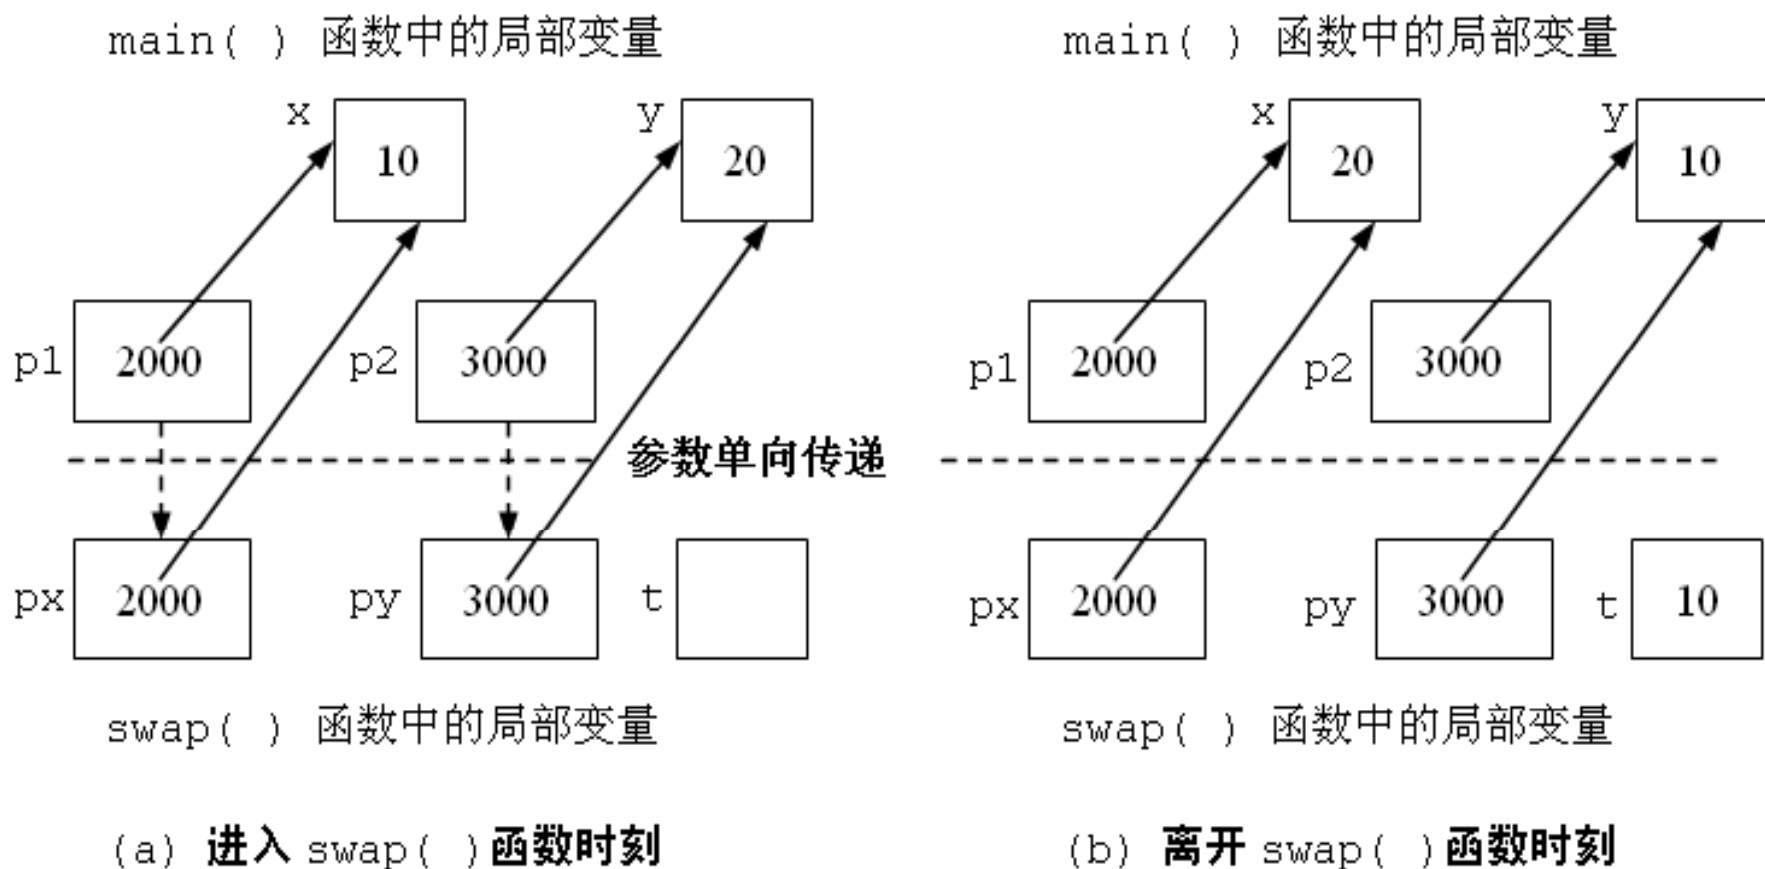 main( ) 函数中的局部变量
x
10
y
20
p1
2000
p2
3000
参数单向传递
px
2000
py
3000
t
swap( ) 函数中的局部变量
(a) 进入 swap( )函数时刻
main( ) 函数中的局部变量
x
20
y
10
p1
2000
p2
3000
px
2000
py
3000
t
10
swap( ) 函数中的局部变量
(b) 离开 swap( )函数时刻